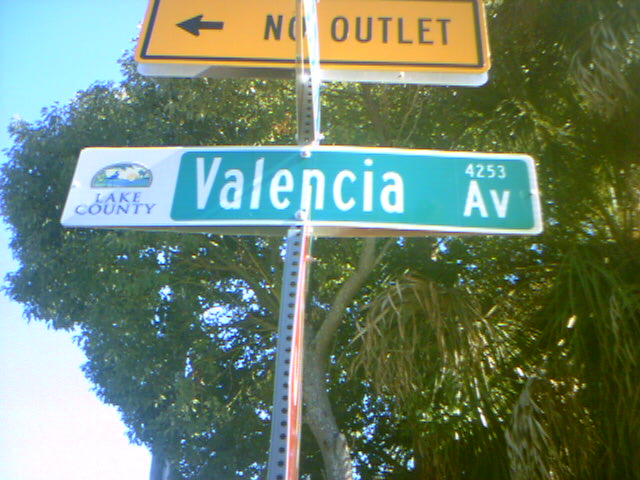 NO OUTLET
LAKE COUNTY
Valencia 4253 Av